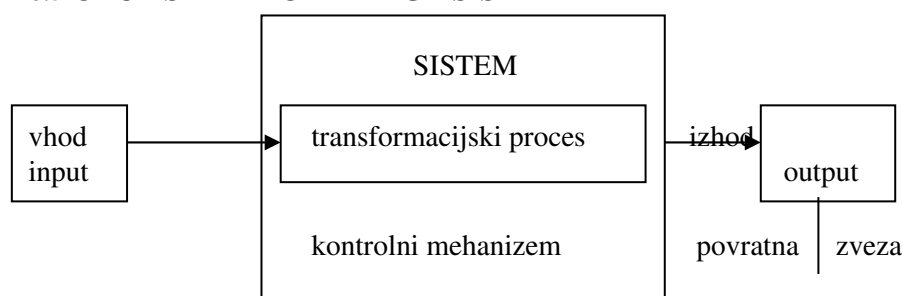 SISTEM
vhod
input
transformacijski proces
izhod
output
kontrolni mehanizem
povratna zveza